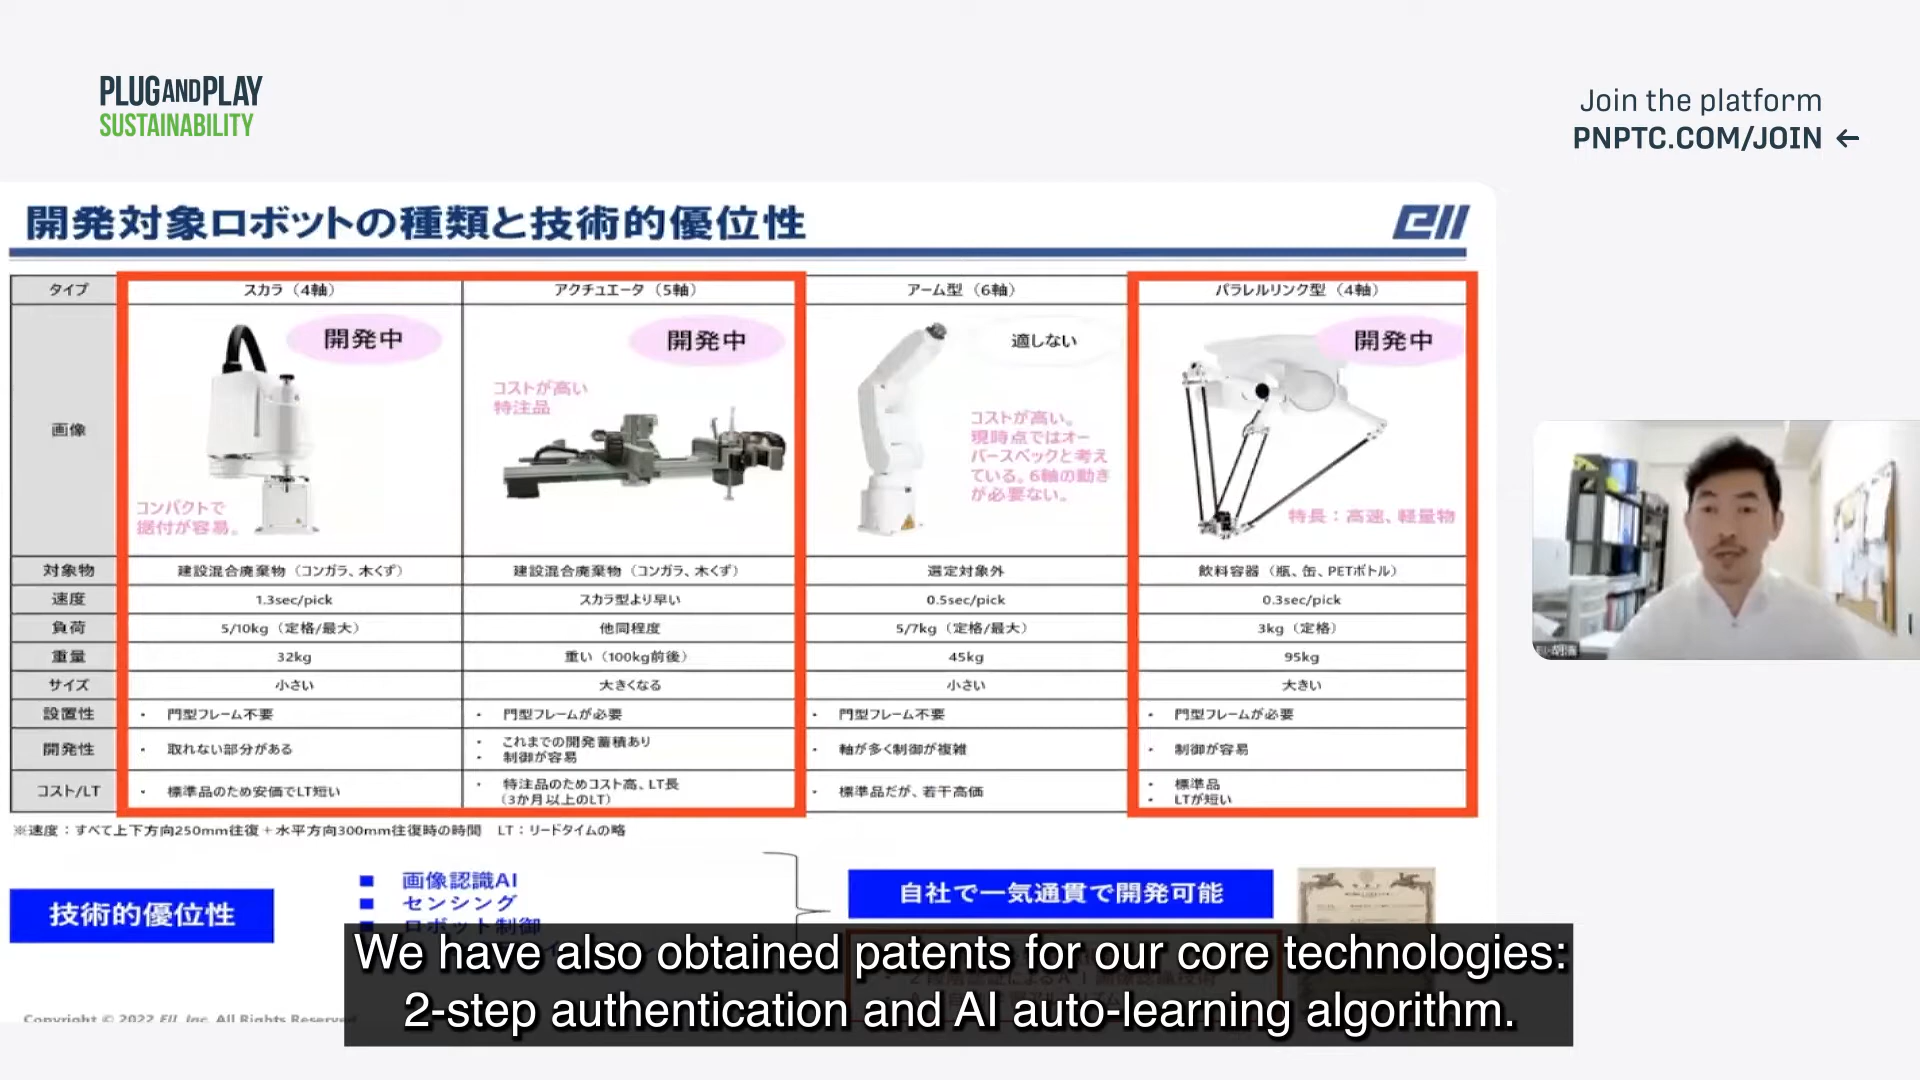 PLUGANDPLAY
SUSTAINABILITY
Join the platform
PNPTC.COM/JOIN ←
開発対象ロボットの種類と技術的優位性
eII
タイプ
スカラ（4軸）
アクチュエータ（5軸）
アーム型（6軸）
パラレルリンク型（4軸）
画像
開発中
コンパクトで
据付が容易。
開発中
コストが高い
特注品
適しない
コストが高い。
現時点ではオー
バースペックと考え
ている。6軸の動き
が必要ない。
開発中
特長：高速、軽量物
対象物
建設混合廃棄物（コンガラ、木くず）
建設混合廃棄物（コンガラ、木くず）
選定対象外
飲料容器（瓶、缶、PETボトル）
速度
1.3sec/pick
スカラ型より早い
0.5sec/pick
0.3sec/pick
負荷
5/10kg（定格/最大）
他同程度
5/7kg（定格/最大）
3kg（定格）
重量
32kg
重い（100kg前後）
45kg
95kg
サイズ
小さい
大きくなる
小さい
大きい
設置性
・ 門型フレーム不要
・ 門型フレームが必要
・ 門型フレーム不要
・ 門型フレームが必要
開発性
・ 取れない部分がある
・ これまでの開発蓄積あり
・ 制御が容易
・ 軸が多く制御が複雑
・ 制御が容易
コスト/LT
・ 標準品のため安価でLT短い
・ 特注品のためコスト高、LT長
（3か月以上のLT）
・ 標準品だが、若干高価
・ 標準品
・ LTが短い
※速度：すべて上下方向250mm往復＋水平方向300mm往復時の時間　LT：リードタイムの略
技術的優位性
■ 画像認識AI
■ センシング
■ ロボット制御
自社で一気通貫で開発可能
We have also obtained patents for our core technologies:
2-step authentication and AI auto-learning algorithm.
Copyright © 2022 EII, Inc. All Rights Reserved